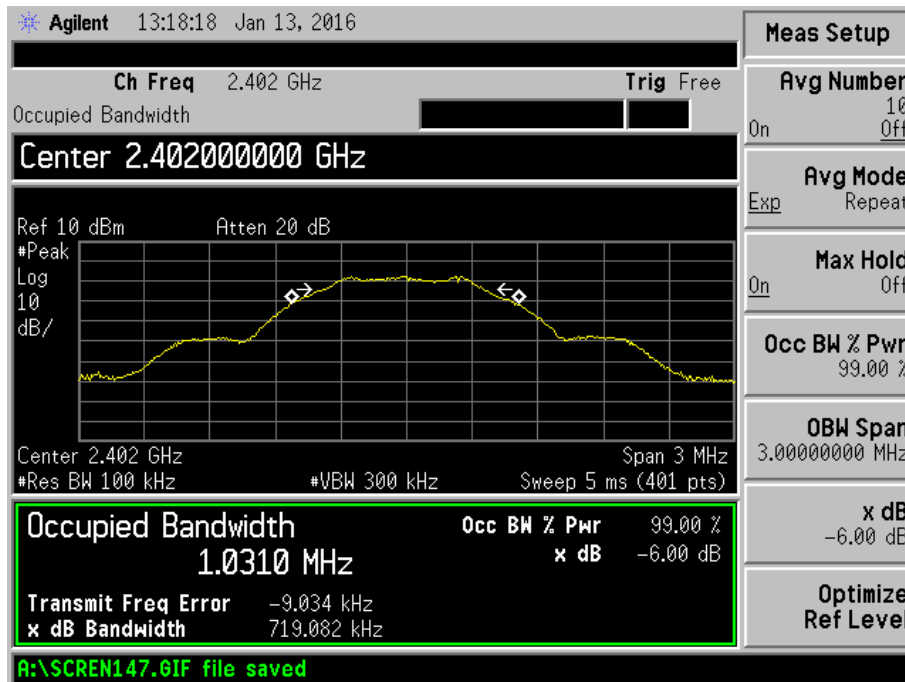 Agilent 13:18:18 Jan 13, 2016
Ch Freq 2.402 GHz Trig Free
Occupied Bandwidth
Center 2.402000000 GHz
Ref 10 dBm Atten 20 dB
#Peak
Log
10
dB/
Center 2.402 GHz Span 3 MHz
#Res BW 100 kHz #VBW 300 kHz Sweep 5 ms (401 pts)
Occupied Bandwidth Occ BW % Pwr 99.00 %
1.0310 MHz x dB -6.00 dB
Transmit Freq Error -9.034 kHz
x dB Bandwidth 719.082 kHz
A:\SCREN147.GIF file saved
Meas Setup
Avg Number
10
On Off
Avg Mode
Exp Repeat
Max Hold
On Off
Occ BW % Pwr
99.00 %
OBW Span
3.00000000 MHz
x dB
-6.00 dB
Optimize
Ref Level